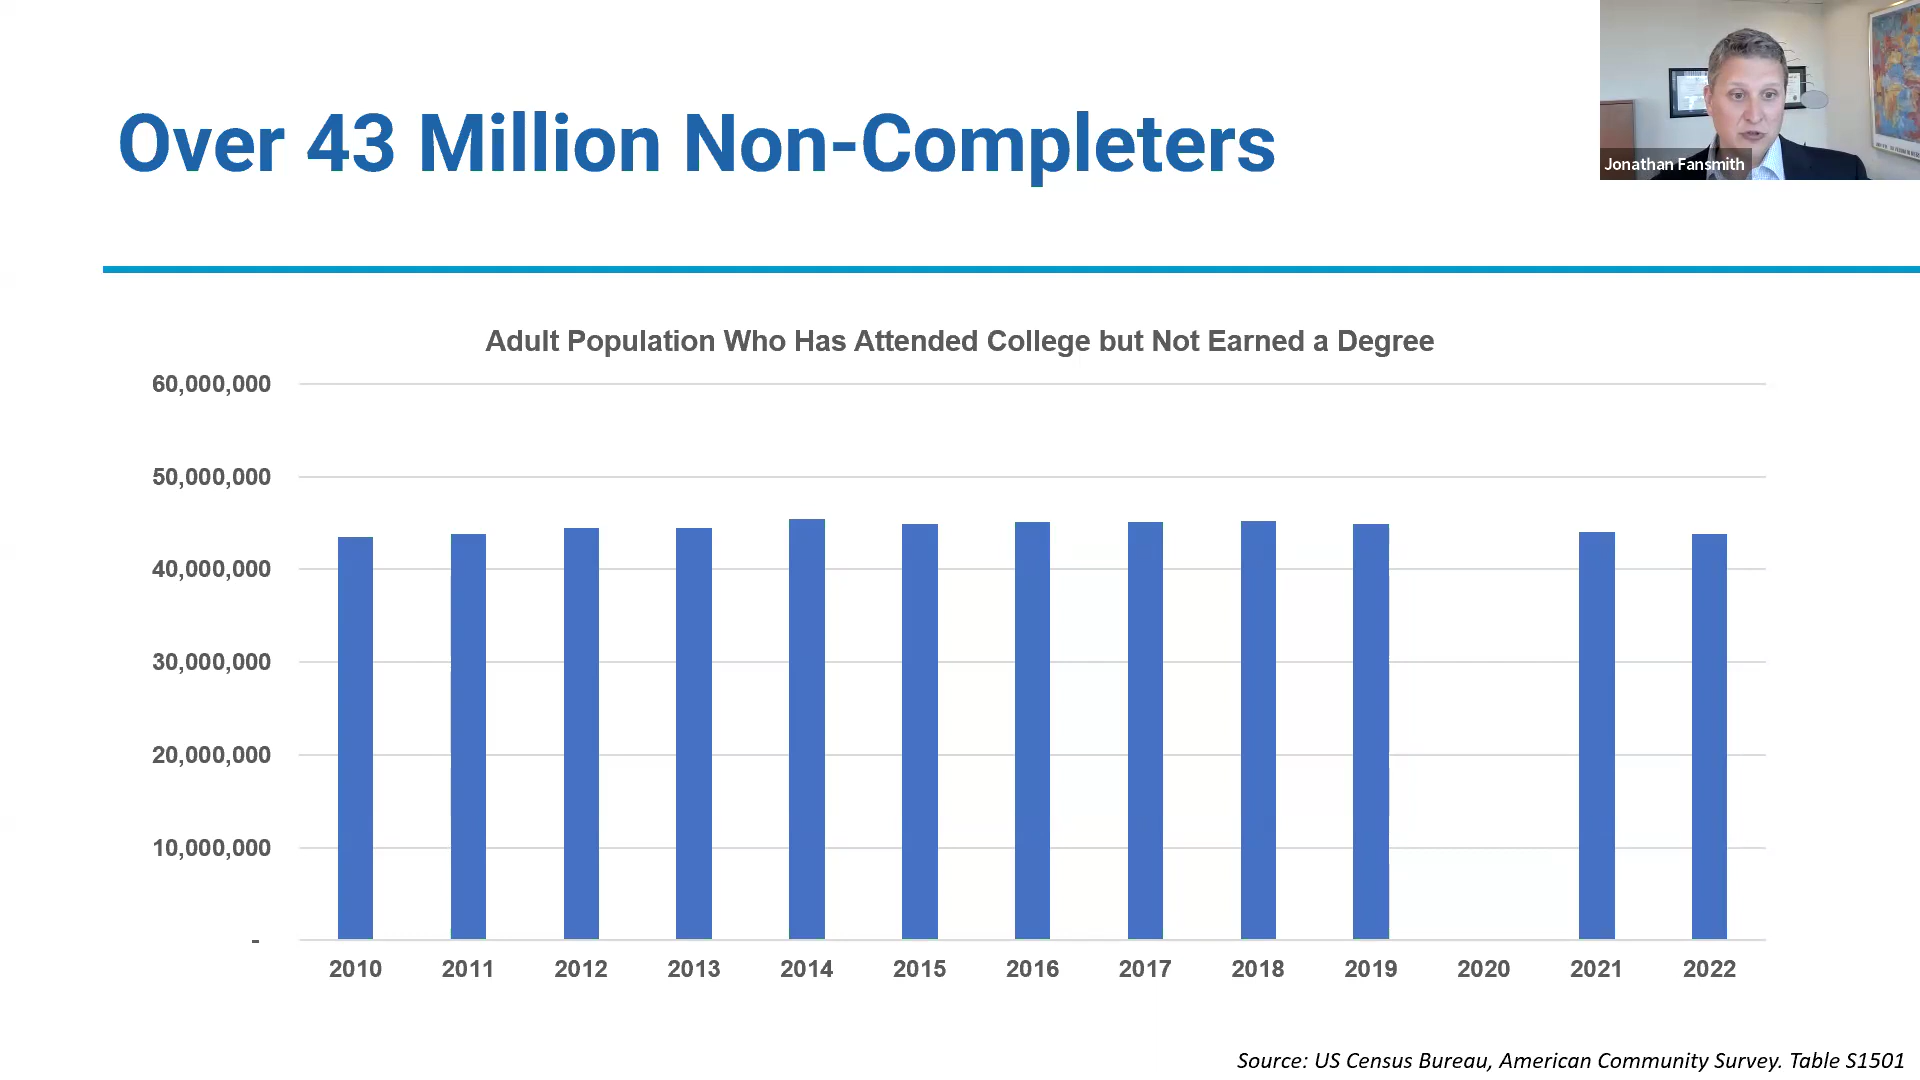 Over 43 Million Non-Completers
Jonathan Fansmith
Adult Population Who Has Attended College but Not Earned a Degree
60,000,000
50,000,000
40,000,000
30,000,000
20,000,000
10,000,000
-
2010 2011 2012 2013 2014 2015 2016 2017 2018 2019 2020 2021 2022
Source: US Census Bureau, American Community Survey. Table S1501